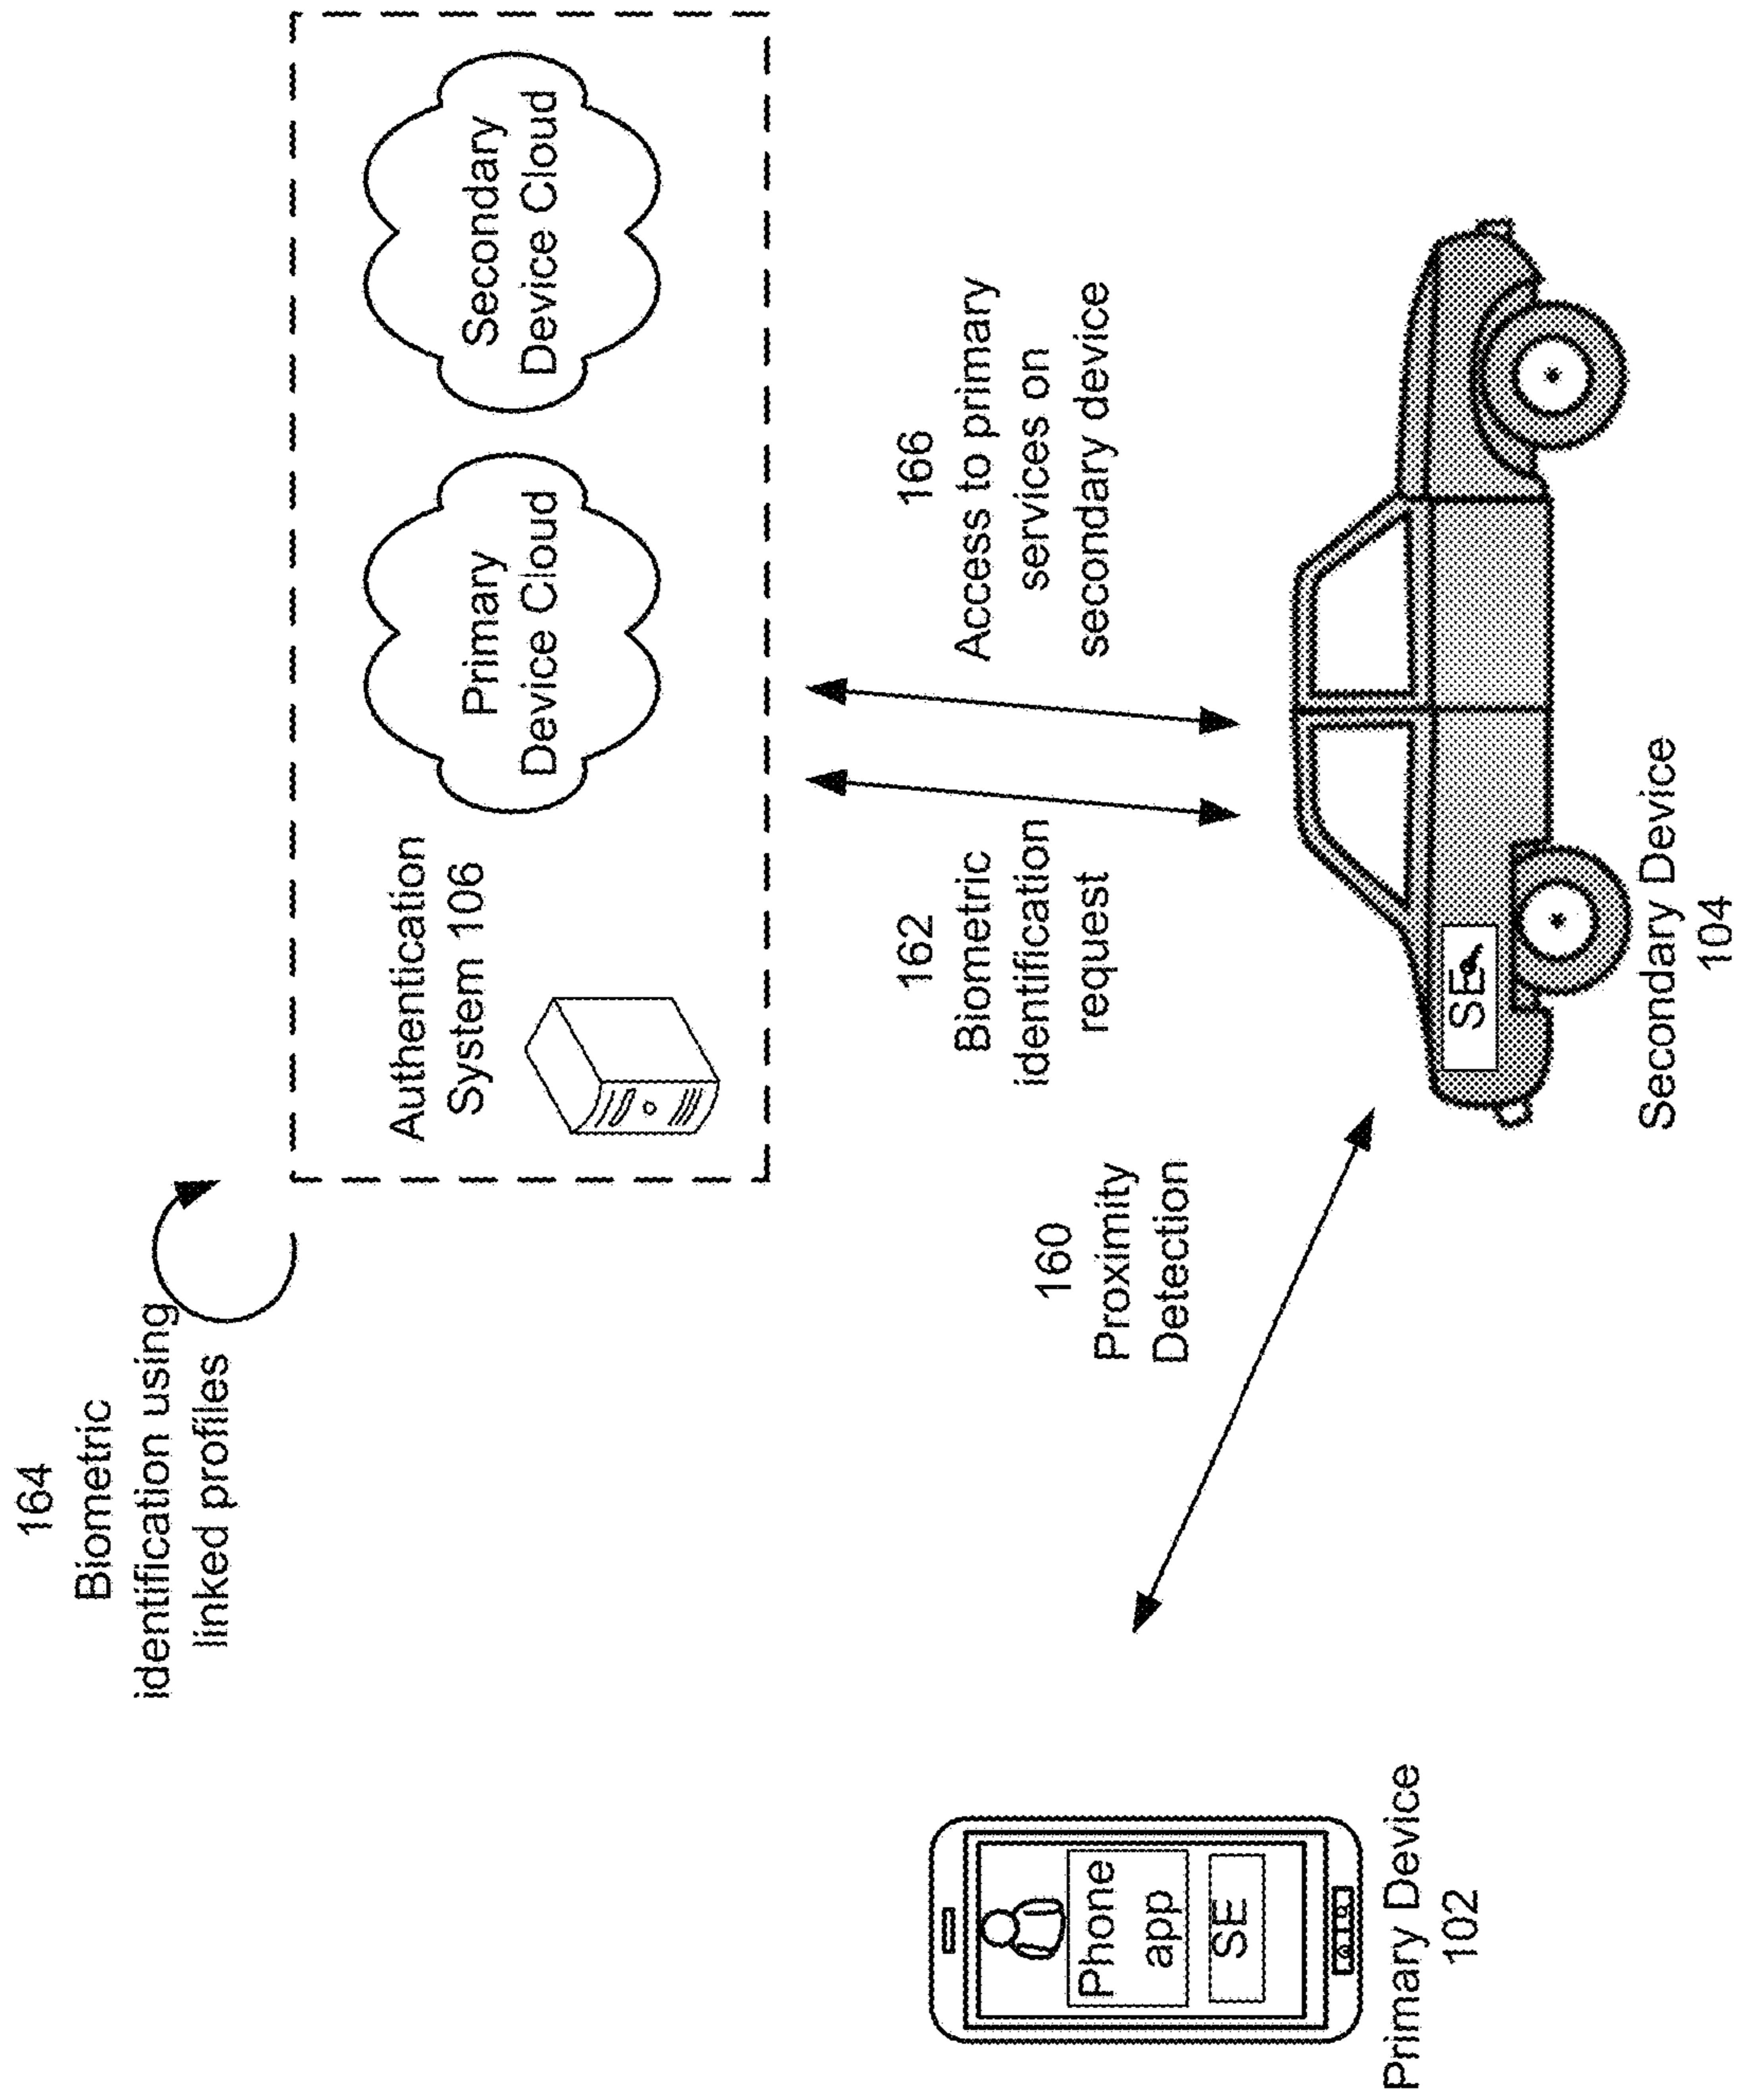 164
Biometric
identification using
linked profiles
Authentication
System 106
Primary
Device Cloud
Secondary
Device Cloud
160
Proximity
Detection
162
Biometric
identification
request
166
Access to primary
services on
secondary device
Phone
app
SE
Primary Device
102
SE
Secondary Device
104